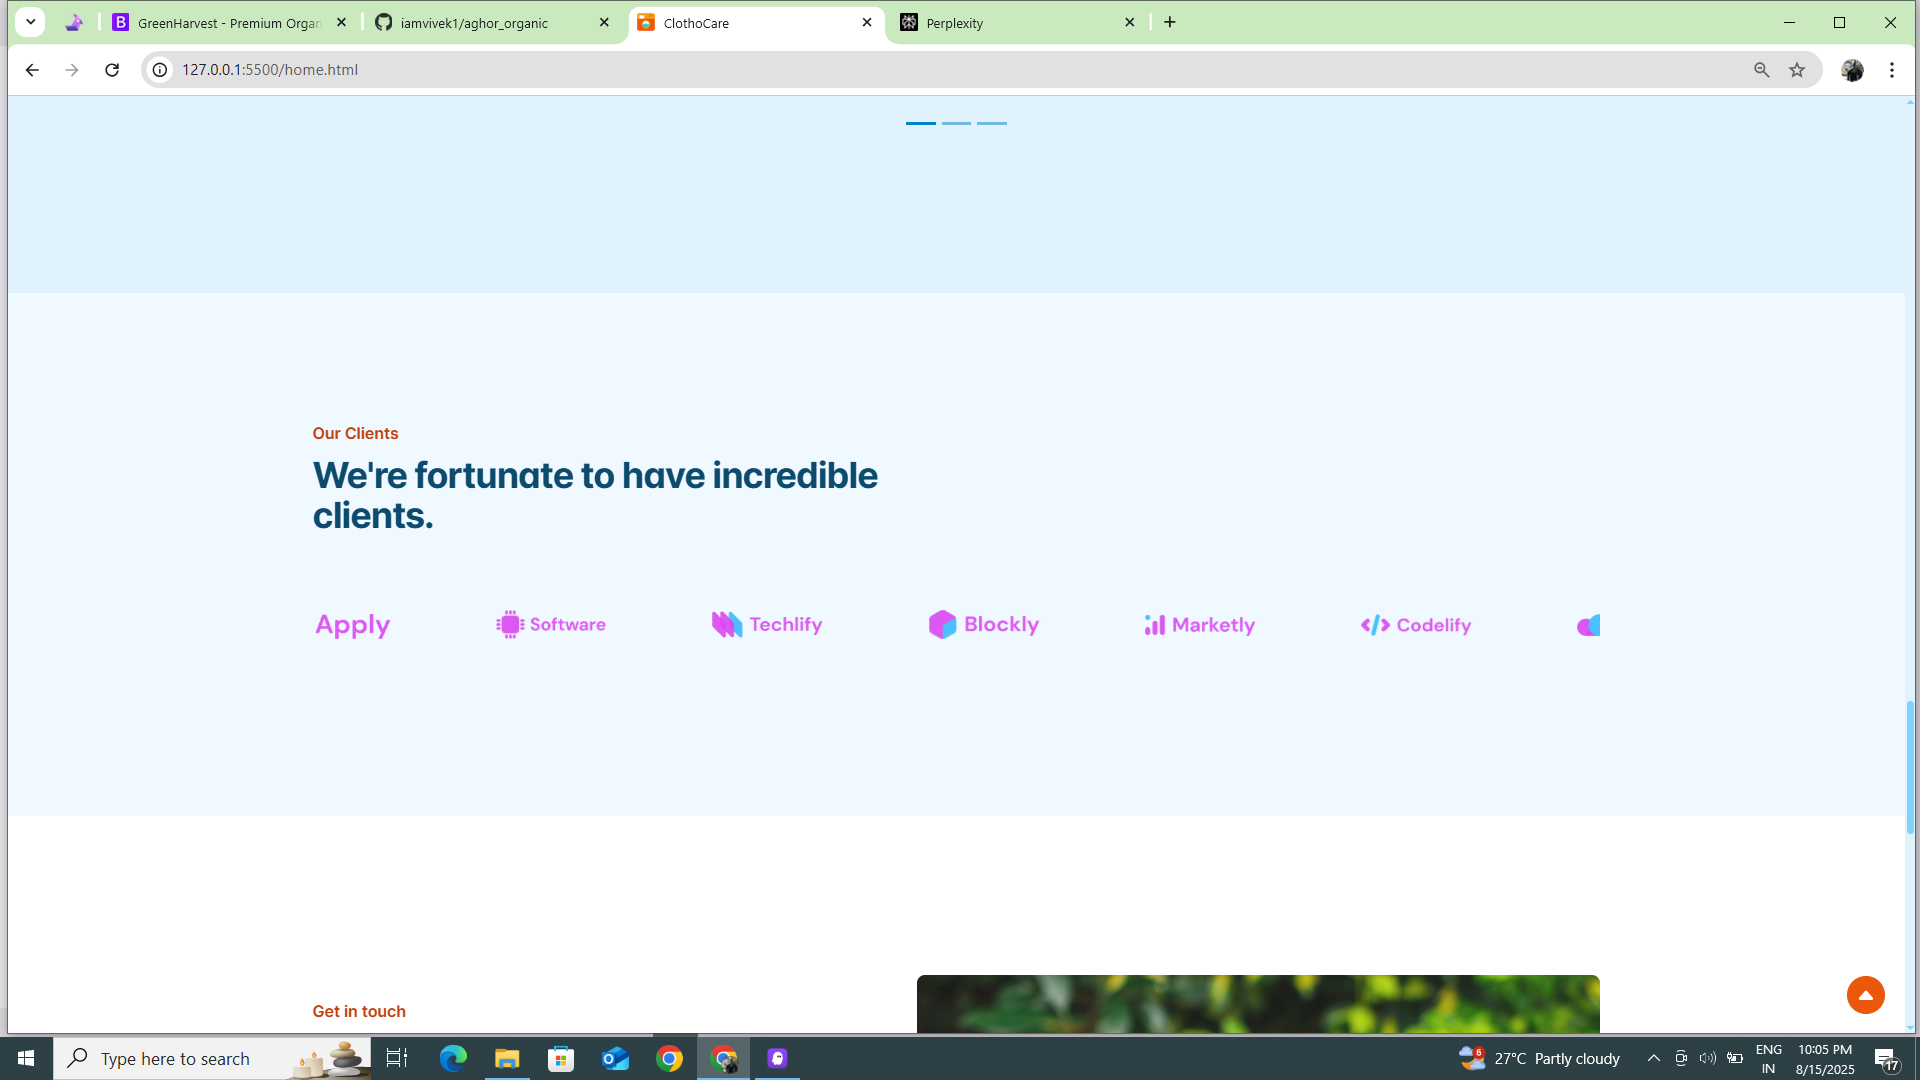 GreenHarvest - Premium Organ
iamvivek1/aghor_organic
ClothoCare
Perplexity
127.0.0.1:5500/home.html
Our Clients
We're fortunate to have incredible
clients.
Apply
Software
Techlify
Blockly
Marketly
Codelify
Get in touch
Type here to search
6
27°C Partly cloudy
ENG
IN
10:05 PM
8/15/2025
17